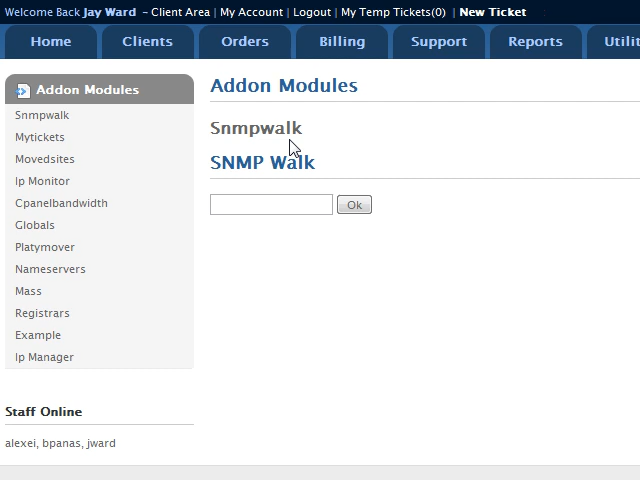 Welcome Back Jay Ward - Client Area | My Account | Logout | My Temp Tickets(0) | New Ticket
Home Clients Orders Billing Support Reports
Addon Modules
Snmpwalk
Mytickets
Movedsites
Ip Monitor
Cpanelbandwidth
Globals
Platymover
Nameservers
Mass
Registrars
Example
Ip Manager
Staff Online
alexei, bpanas, jward
Addon Modules
Snmpwalk
SNMP Walk
Ok